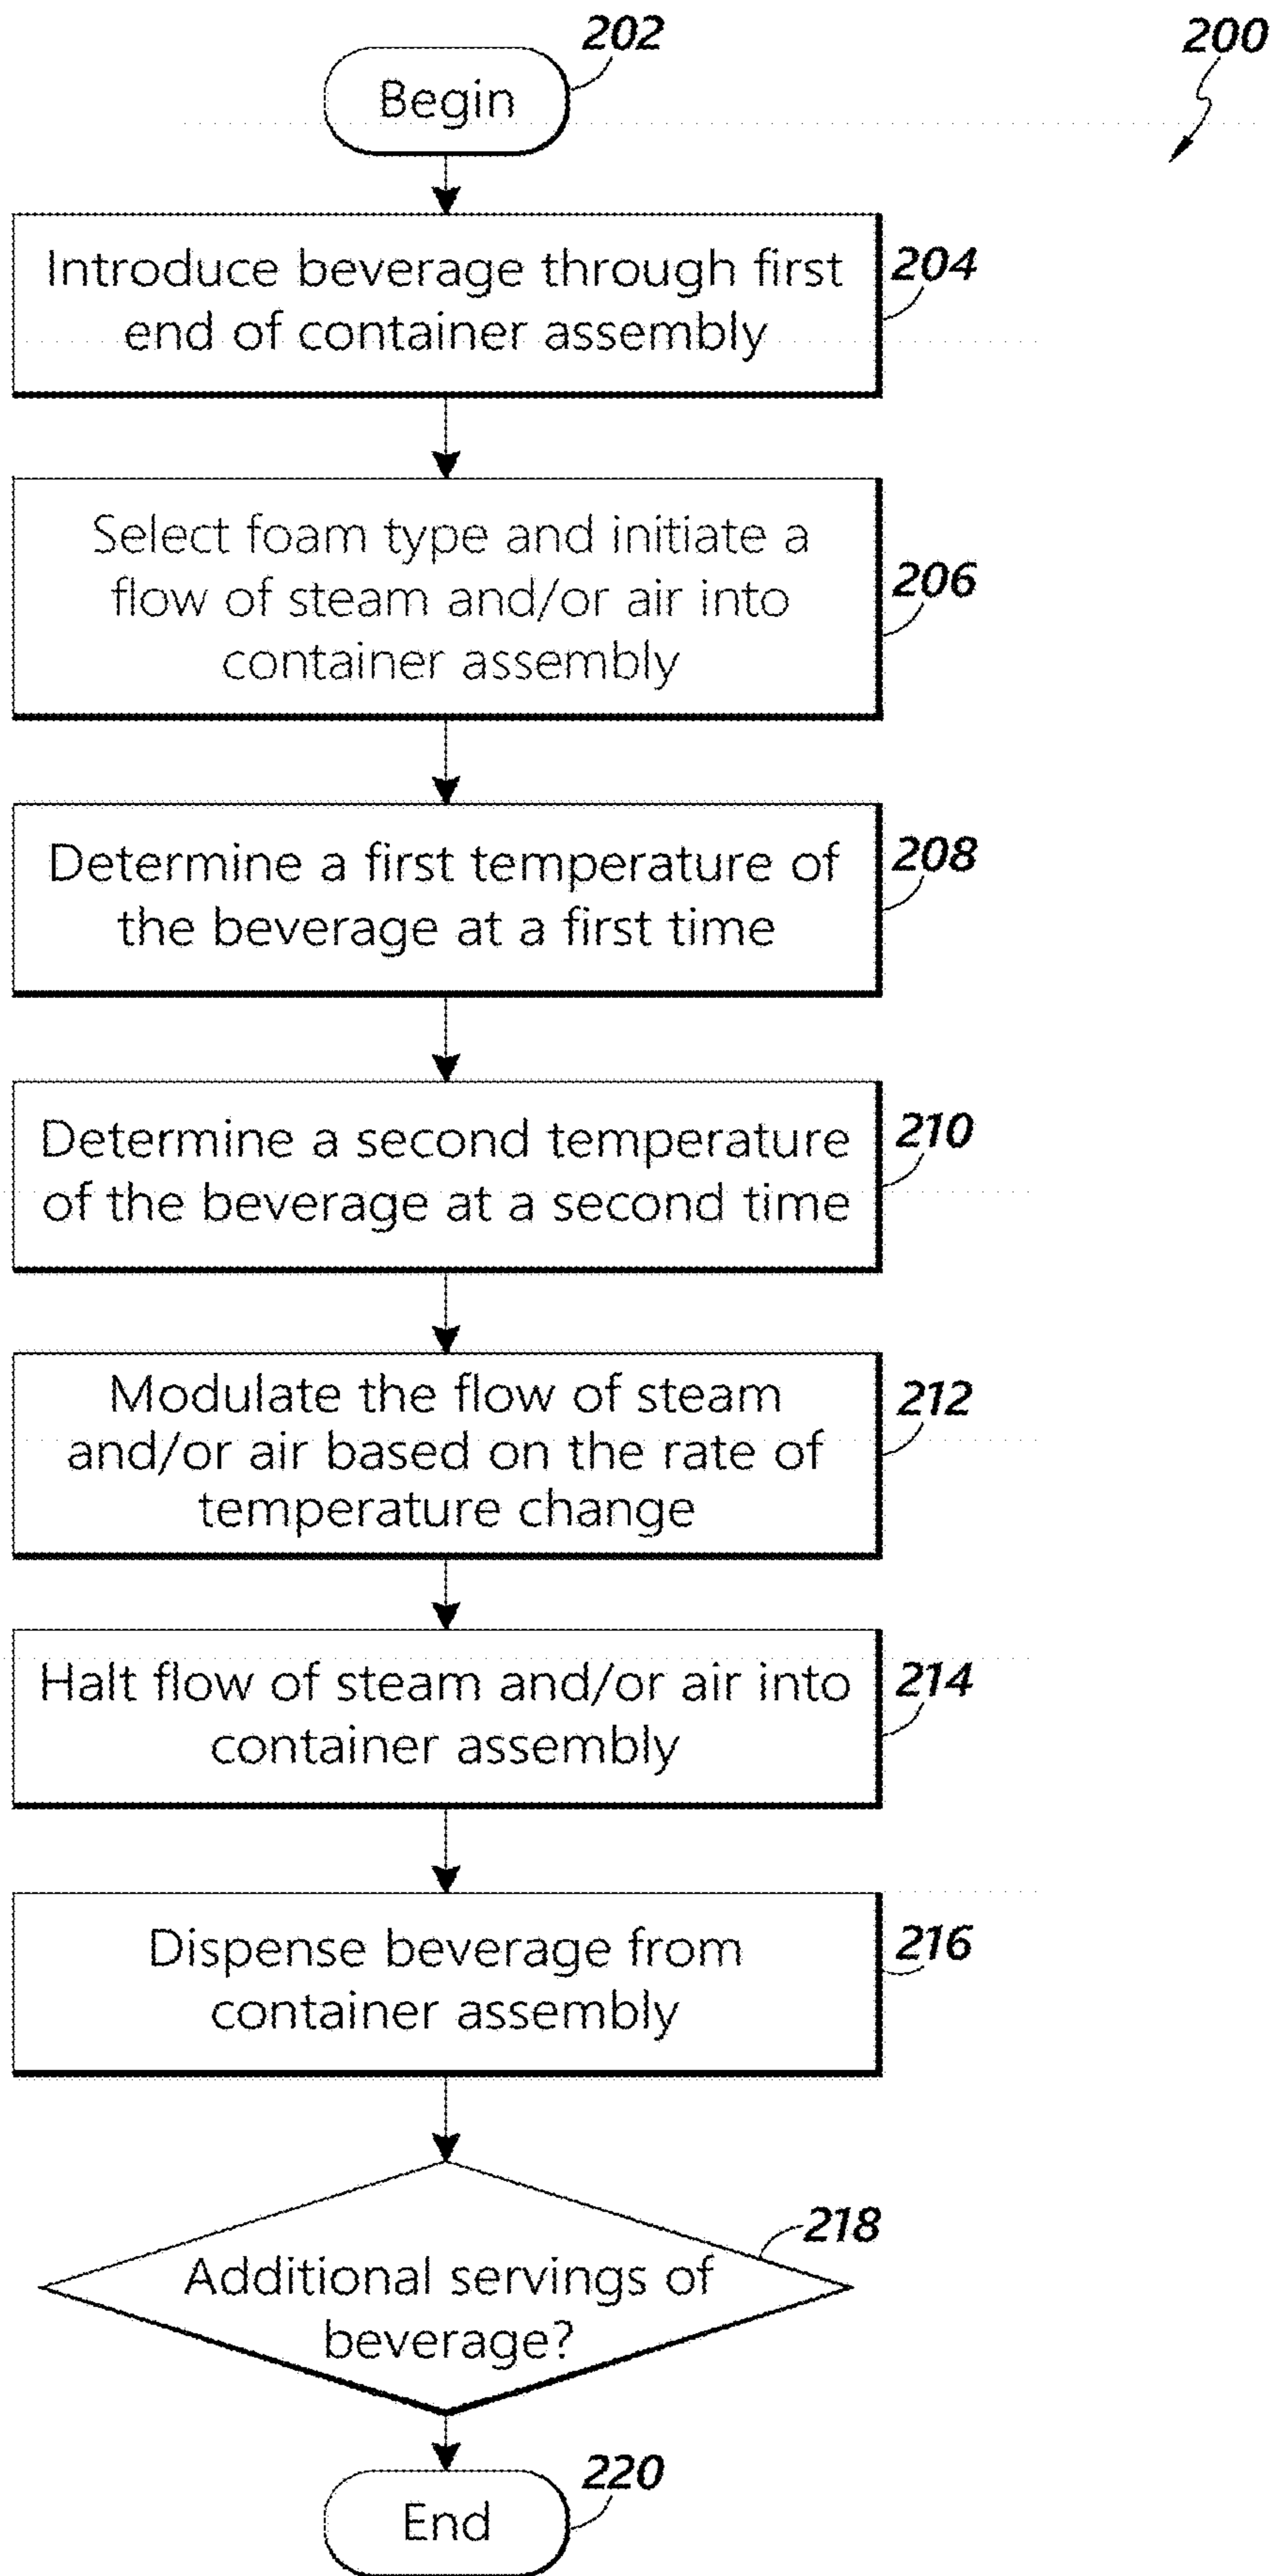 202
200
Begin
Introduce beverage through first
end of container assembly
204
Select foam type and initiate a
flow of steam and/or air into
container assembly
206
Determine a first temperature of
the beverage at a first time
208
Determine a second temperature
of the beverage at a second time
210
Modulate the flow of steam
and/or air based on the rate of
temperature change
212
Halt flow of steam and/or air into
container assembly
214
Dispense beverage from
container assembly
216
218
Additional servings of
beverage?
220
End